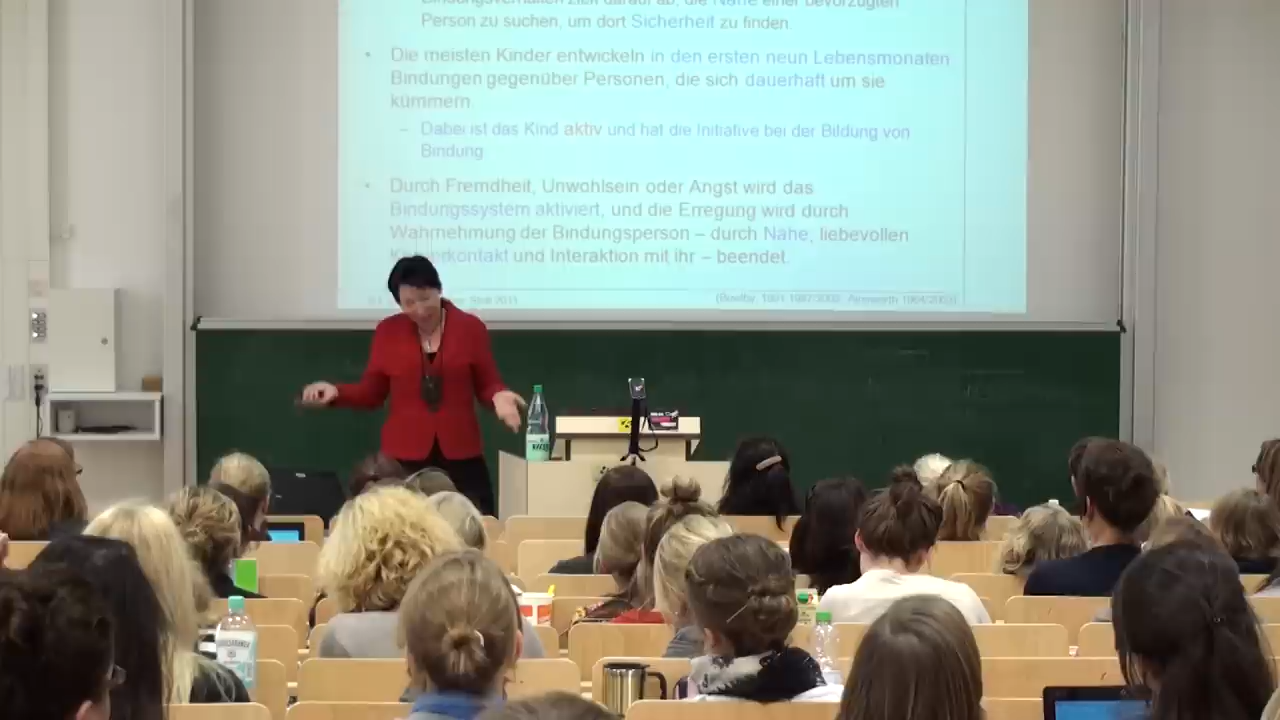 Bindungsverhalten zielt darauf ab, die Nähe einer bevorzugten
Person zu suchen, um dort Sicherheit zu finden.
• Die meisten Kinder entwickeln in den ersten neun Lebensmonaten
Bindungen gegenüber Personen, die sich dauerhaft um sie
kümmern.
– Dabei ist das Kind aktiv und hat die Initiative bei der Bildung von
Bindung
• Durch Fremdheit, Unwohlsein oder Angst wird das
Bindungssystem aktiviert, und die Erregung wird durch
Wahrnehmung der Bindungsperson – durch Nähe, liebevollen
und Interaktion mit ihr – beendet.
2011